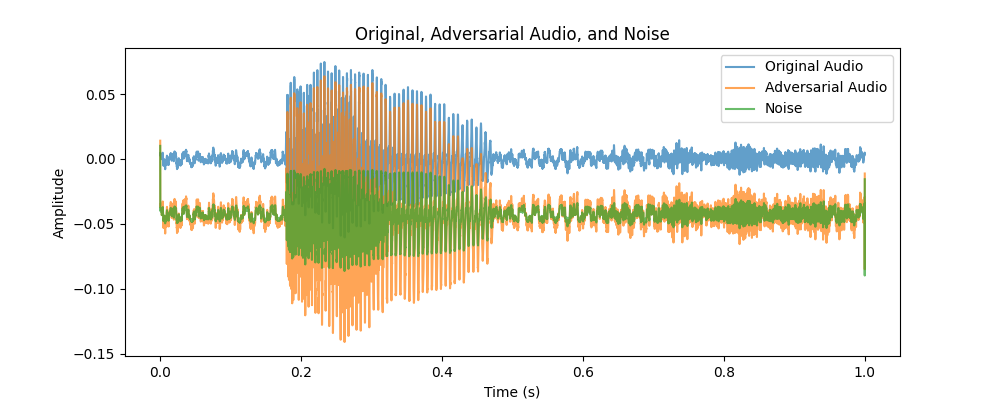 Original, Adversarial Audio, and Noise
Original Audio
Adversarial Audio
Noise
Amplitude
0.05
0.00
−0.05
−0.10
−0.15
0.0 0.2 0.4 0.6 0.8 1.0
Time (s)